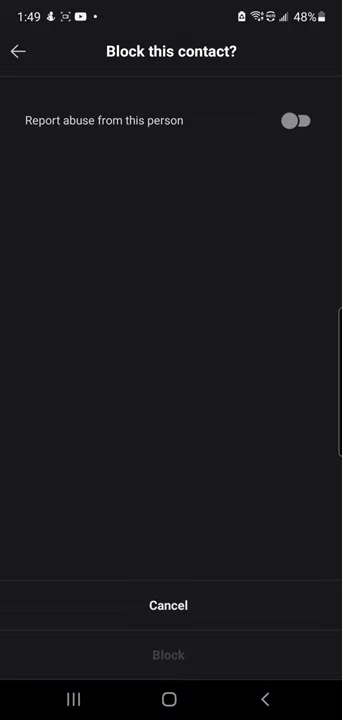 1:49 48%
Block this contact?
Report abuse from this person
Cancel
Block